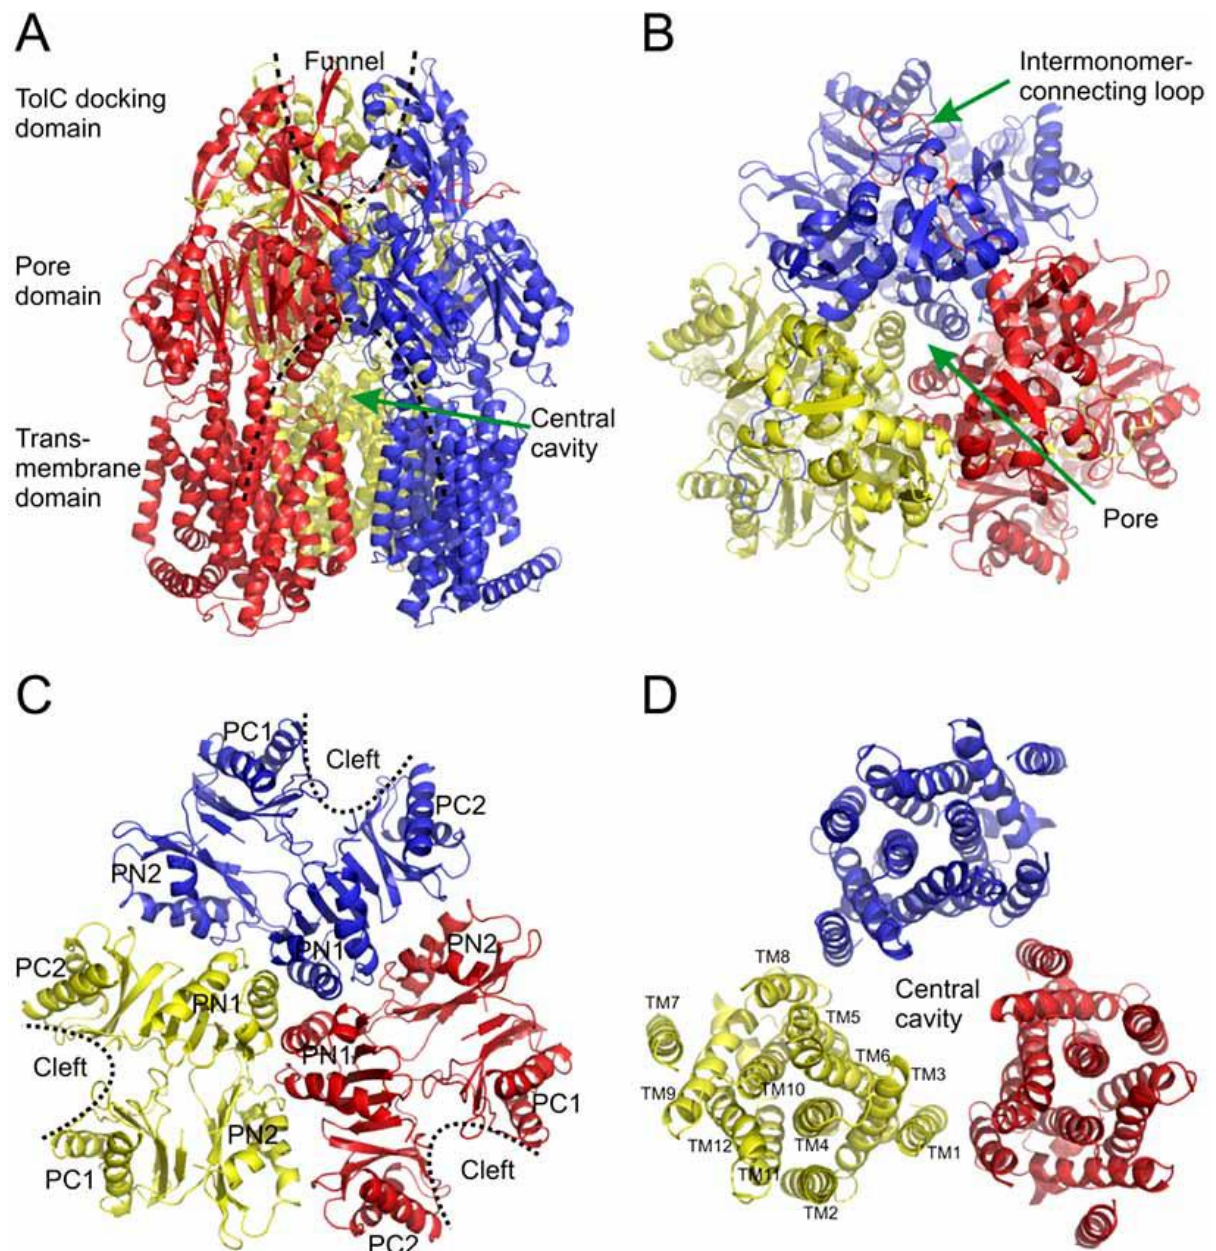 A
Funnel
TolC docking
domain
Pore
domain
Trans-
membrane
domain
Central
cavity
B
Intermonomer-
connecting loop
Pore
C
PC1
Cleft
PC2
PN2
PN1
PN2
PC2
PN1
PN1
Cleft
PC1
PN2
PC1
Cleft
PC2
D
TM8
Central
cavity
TM7
TM5
TM6
TM3
TM9
TM10
TM12
TM4
TM1
TM11
TM2